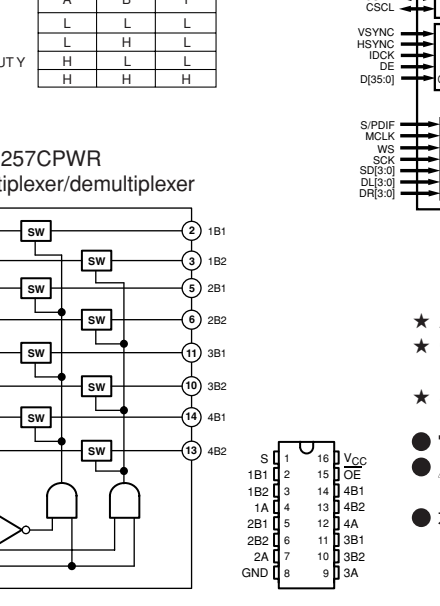 A B Y
L L L
L H L
UT Y H L L
H H H
257CPWR
tiplexer/demultiplexer
SW 2 1B1
SW 3 1B2
SW 5 2B1
SW 6 2B2
SW 11 3B1
SW 10 3B2
SW 14 4B1
SW 13 4B2
CSCL
VSYNC
HSYNC
IDCK
DE
D[35:0]
S/PDIF
MCLK
WS
SCK
SD[3:0]
DL[3:0]
DR[3:0]
S 1 16 VCC
1B1 2 15 OE
1B2 3 14 4B1
1A 4 13 4B2
2B1 5 12 4A
2B2 6 11 3B1
2A 7 10 3B2
GND 8 9 3A